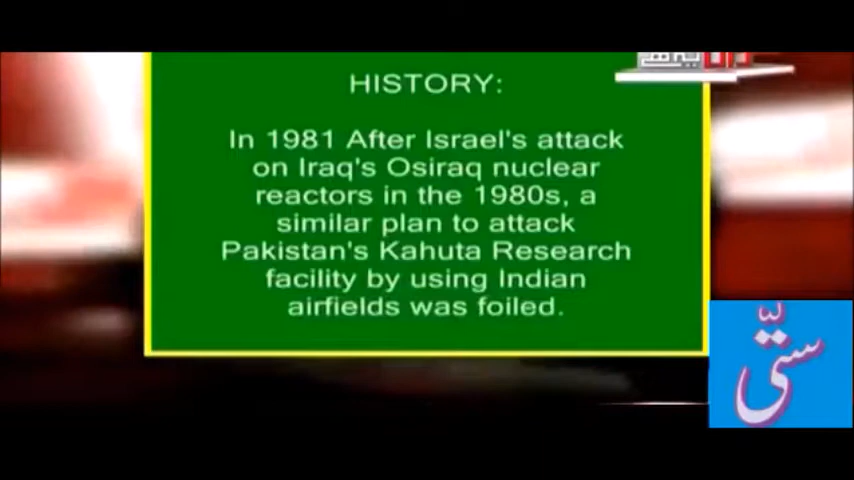 HISTORY:
In 1981 After Israel's attack
on Iraq's Osiraq nuclear
reactors in the 1980s, a
similar plan to attack
Pakistan's Kahuta Research
facility by using Indian
airfields was foiled.
ستّی